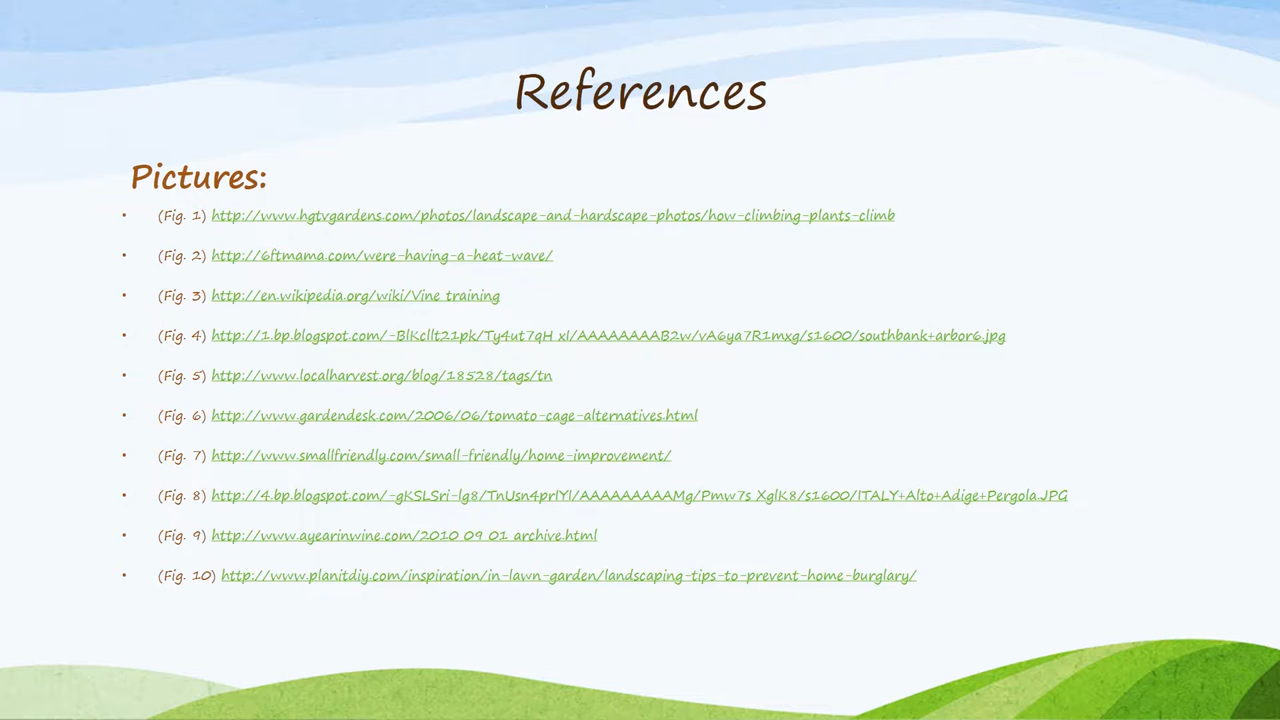 References
Pictures:
• (Fig. 1) http://www.hgtvgardens.com/photos/landscape-and-hardscape-photos/how-climbing-plants-climb
• (Fig. 2) http://6ftmama.com/were-having-a-heat-wave/
• (Fig. 3) http://en.wikipedia.org/wiki/Vine_training
• (Fig. 4) http://1.bp.blogspot.com/-BlKcllt21pk/Ty4ut7qH_xI/AAAAAAAAB2w/vA6ya7R1mxg/s1600/southbank+arbor6.jpg
• (Fig. 5) http://www.localharvest.org/blog/18528/tags/tn
• (Fig. 6) http://www.gardendesk.com/2006/06/tomato-cage-alternatives.html
• (Fig. 7) http://www.smallfriendly.com/small-friendly/home-improvement/
• (Fig. 8) http://4.bp.blogspot.com/-gKSLSri-lg8/TnUsn4prlYI/AAAAAAAAAMg/Pmw7s_XglK8/s1600/ITALY+Alto+Adige+Pergola.JPG
• (Fig. 9) http://www.ayearinwine.com/2010_09_01_archive.html
• (Fig. 10) http://www.planitdiy.com/inspiration/in-lawn-garden/landscaping-tips-to-prevent-home-burglary/